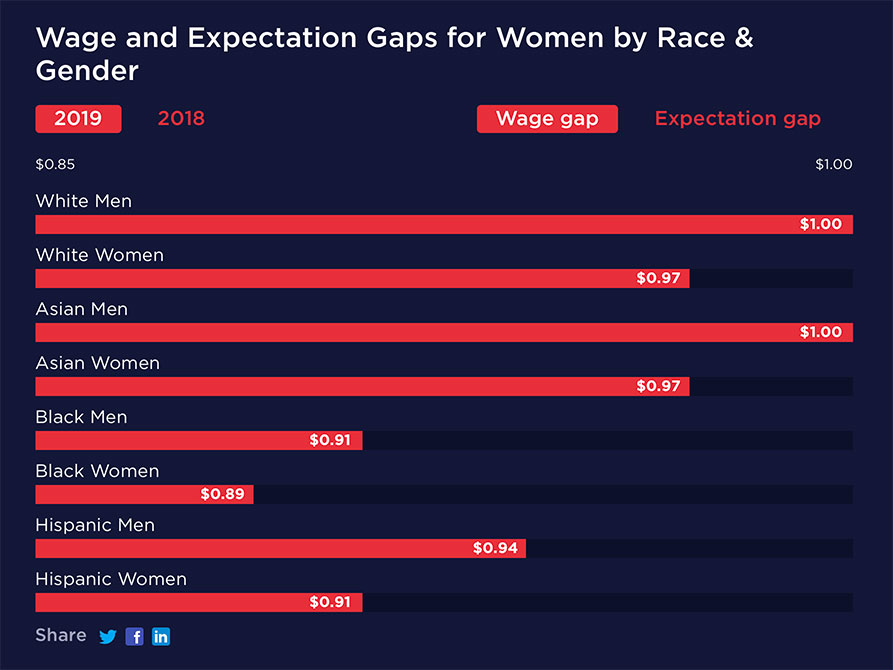 Wage and Expectation Gaps for Women by Race &
Gender
2019 2018 Wage gap Expectation gap
$0.85 $1.00
White Men
$1.00
White Women
$0.97
Asian Men
$1.00
Asian Women
$0.97
Black Men
$0.91
Black Women
$0.89
Hispanic Men
$0.94
Hispanic Women
$0.91
Share f in